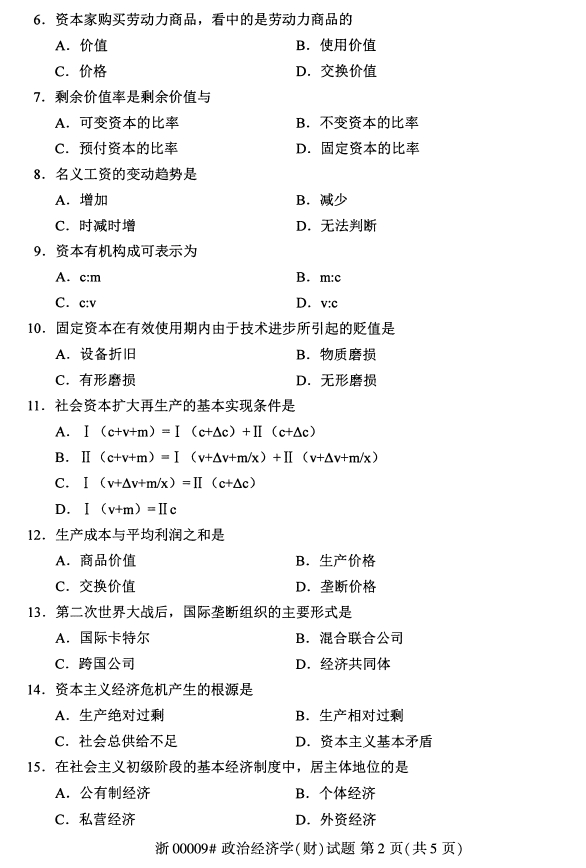 6．资本家购买劳动力商品，看中的是劳动力商品的
A．价值 B．使用价值
C．价格 D．交换价值
7．剩余价值率是剩余价值与
A．可变资本的比率 B．不变资本的比率
C．预付资本的比率 D．固定资本的比率
8．名义工资的变动趋势是
A．增加 B．减少
C．时减时增 D．无法判断
9．资本有机构成可表示为
A．c:m B．m:c
C．c:v D．v:c
10．固定资本在有效使用期内由于技术进步所引起的贬值是
A．设备折旧 B．物质磨损
C．有形磨损 D．无形磨损
11．社会资本扩大再生产的基本实现条件是
A．Ⅰ（c+v+m）=Ⅰ（c+Δc）+Ⅱ（c+Δc）
B．Ⅱ（c+v+m）=Ⅰ（v+Δv+m/x）+Ⅱ（v+Δv+m/x）
C．Ⅰ（v+Δv+m/x）=Ⅱ（c+Δc）
D．Ⅰ（v+m）=Ⅱc
12．生产成本与平均利润之和是
A．商品价值 B．生产价格
C．交换价值 D．垄断价格
13．第二次世界大战后，国际垄断组织的主要形式是
A．国际卡特尔 B．混合联合公司
C．跨国公司 D．经济共同体
14．资本主义经济危机产生的根源是
A．生产绝对过剩 B．生产相对过剩
C．社会总供给不足 D．资本主义基本矛盾
15．在社会主义初级阶段的基本经济制度中，居主体地位的是
A．公有制经济 B．个体经济
C．私营经济 D．外资经济
浙 00009# 政治经济学(财)试题 第 2 页(共 5 页)